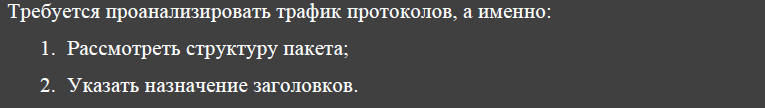 Требуется проанализировать трафик протоколов, а именно:
1. Рассмотреть структуру пакета;
2. Указать назначение заголовков.